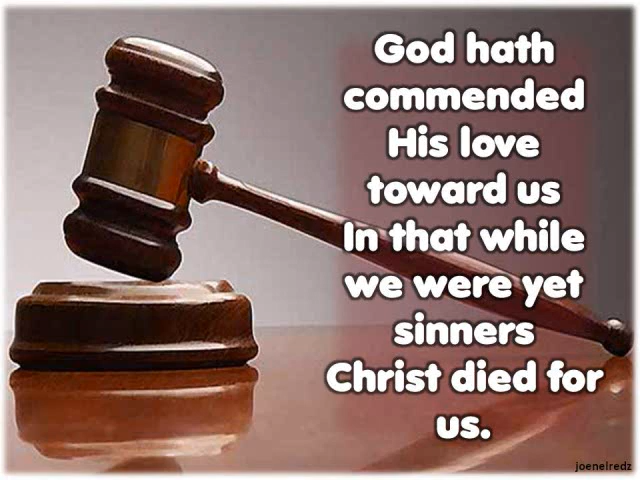 God hath
commended
His love
toward us
In that while
we were yet
sinners
Christ died for
us.
joenelredz